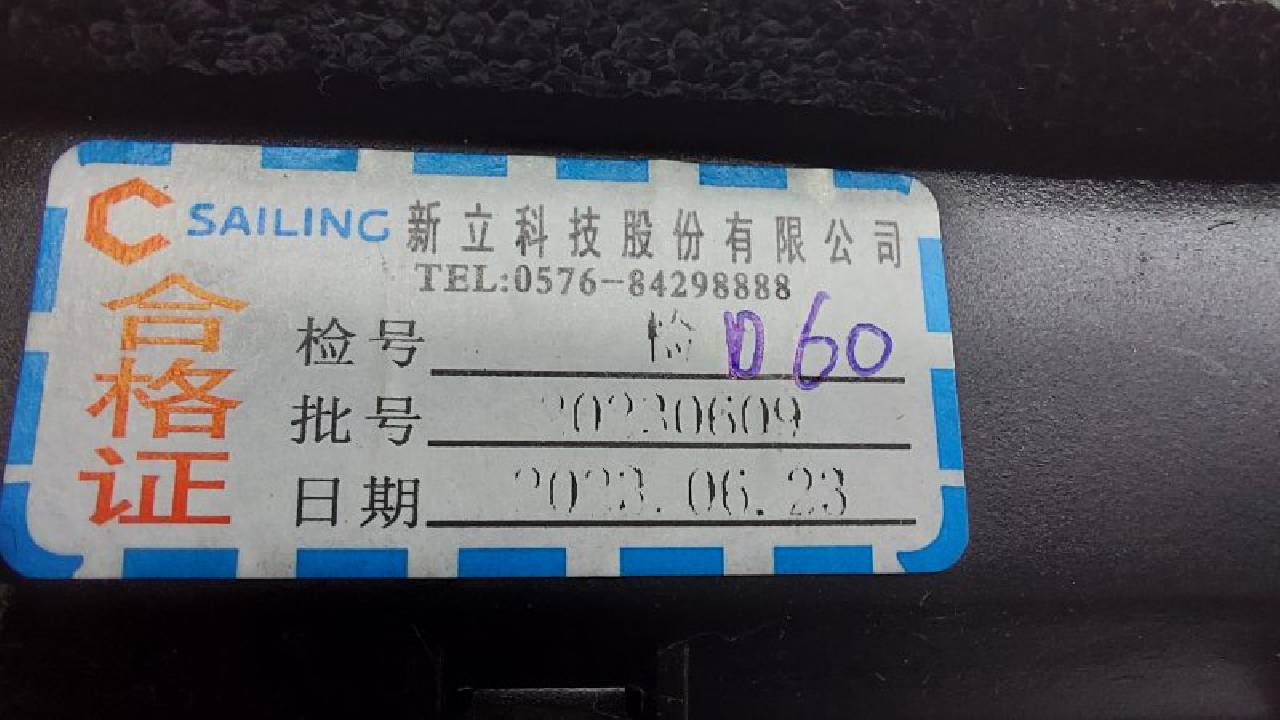 SAILING 新立科技股份有限公司
TEL:0576-84298888
合格证
检号 检 D60
批号 20230609
日期 2023.06.23